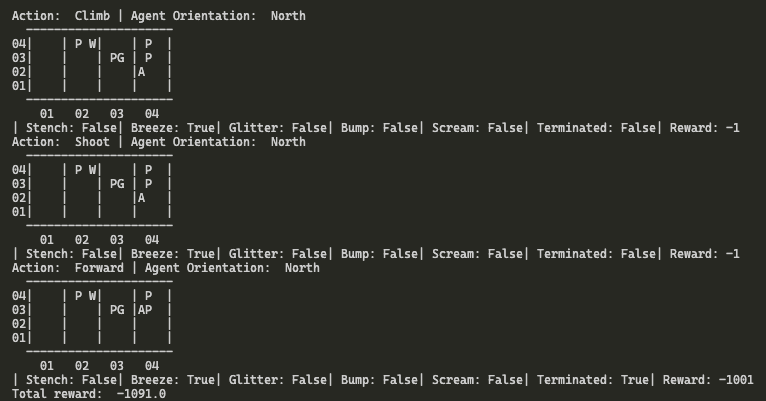 Action:  Climb | Agent Orientation:  North
  ―――――――――――――――――――――
04|    | P W|    | P  |
03|    |    | PG | P  |
02|    |    |    |A   |
01|    |    |    |    |
  ―――――――――――――――――――――
    01   02   03   04
| Stench: False| Breeze: True| Glitter: False| Bump: False| Scream: False| Terminated: False| Reward: -1
Action:  Shoot | Agent Orientation:  North
  ―――――――――――――――――――――
04|    | P W|    | P  |
03|    |    | PG | P  |
02|    |    |    |A   |
01|    |    |    |    |
  ―――――――――――――――――――――
    01   02   03   04
| Stench: False| Breeze: True| Glitter: False| Bump: False| Scream: False| Terminated: False| Reward: -1
Action:  Forward | Agent Orientation:  North
  ―――――――――――――――――――――
04|    | P W|    | P  |
03|    |    | PG |AP  |
02|    |    |    |    |
01|    |    |    |    |
  ―――――――――――――――――――――
    01   02   03   04
| Stench: False| Breeze: True| Glitter: False| Bump: False| Scream: False| Terminated: True| Reward: -1001
Total reward:  -1091.0